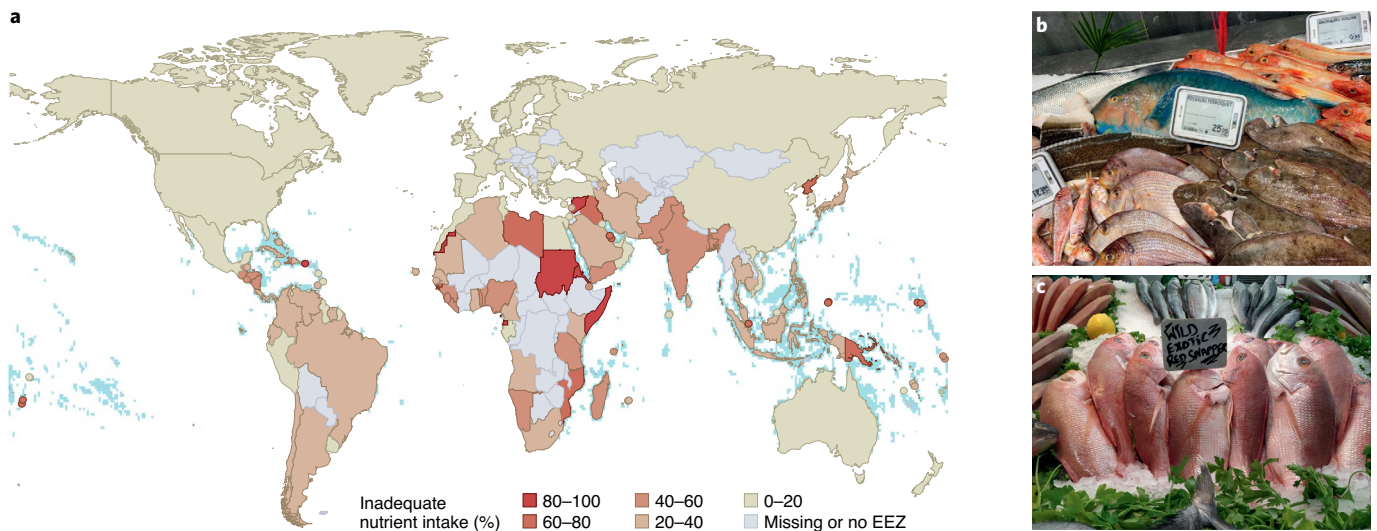 a
Inadequate
nutrient intake (%)
80–100
60–80
40–60
20–40
0–20
Missing or no EEZ
b
POISSON PERROQUET
25
c
WILD
EXOTIC
RED SNAPPER